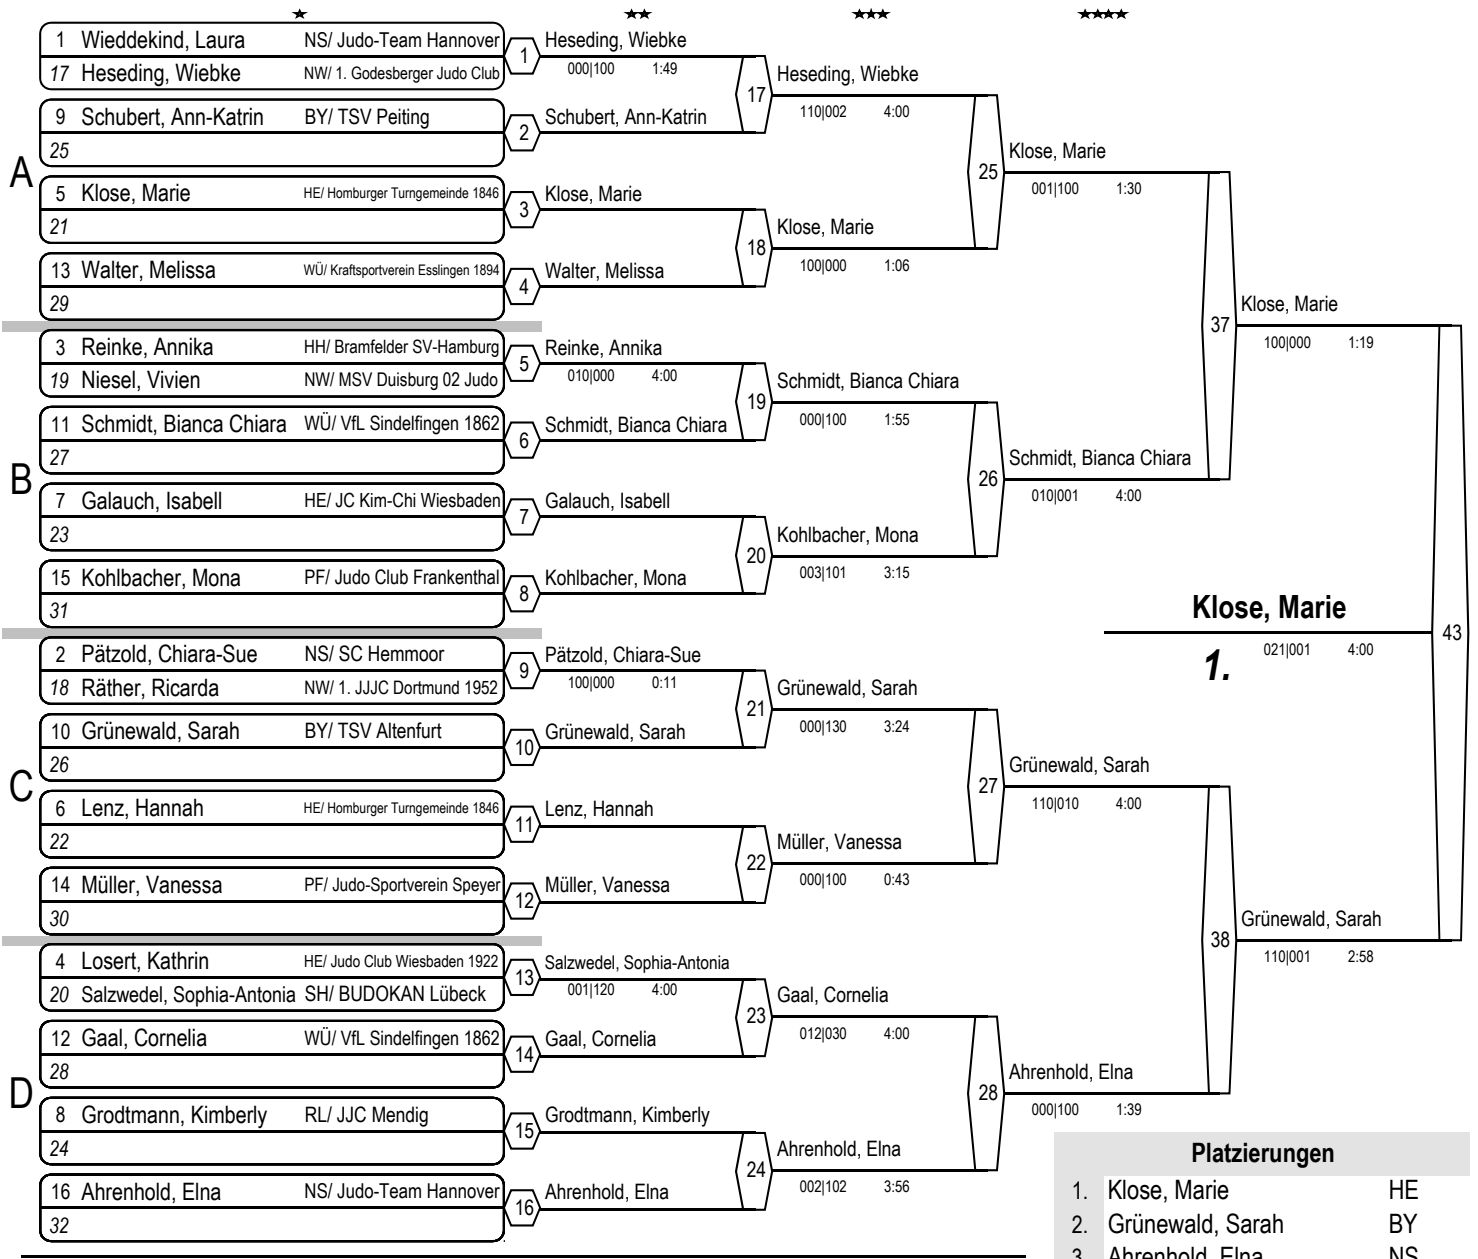 ★ ★★ ★★★ ★★★★
A
1 Wieddekind, Laura NS/ Judo-Team Hannover
17 Heseding, Wiebke NW/ 1. Godesberger Judo Club
9 Schubert, Ann-Katrin BY/ TSV Peiting
25
5 Klose, Marie HE/ Homburger Turngemeinde 1846
21
13 Walter, Melissa WÜ/ Kraftsportverein Esslingen 1894
29
B
3 Reinke, Annika HH/ Bramfelder SV-Hamburg
19 Niesel, Vivien NW/ MSV Duisburg 02 Judo
11 Schmidt, Bianca Chiara WÜ/ VfL Sindelfingen 1862
27
7 Galauch, Isabell HE/ JC Kim-Chi Wiesbaden
23
15 Kohlbacher, Mona PF/ Judo Club Frankenthal
31
C
2 Pätzold, Chiara-Sue NS/ SC Hemmoor
18 Räther, Ricarda NW/ 1. JJJC Dortmund 1952
10 Grünewald, Sarah BY/ TSV Altenfurt
26
6 Lenz, Hannah HE/ Homburger Turngemeinde 1846
22
14 Müller, Vanessa PF/ Judo-Sportverein Speyer
30
D
4 Losert, Kathrin HE/ Judo Club Wiesbaden 1922
20 Salzwedel, Sophia-Antonia SH/ BUDOKAN Lübeck
12 Gaal, Cornelia WÜ/ VfL Sindelfingen 1862
28
8 Grodtmann, Kimberly RL/ JJC Mendig
24
16 Ahrenhold, Elna NS/ Judo-Team Hannover
32
1 Heseding, Wiebke
000|100 1:49
2 Schubert, Ann-Katrin
3 Klose, Marie
4 Walter, Melissa
5 Reinke, Annika
010|000 4:00
6 Schmidt, Bianca Chiara
7 Galauch, Isabell
8 Kohlbacher, Mona
9 Pätzold, Chiara-Sue
100|000 0:11
10 Grünewald, Sarah
11 Lenz, Hannah
12 Müller, Vanessa
13 Salzwedel, Sophia-Antonia
001|120 4:00
14 Gaal, Cornelia
15 Grodtmann, Kimberly
16 Ahrenhold, Elna
17 Heseding, Wiebke
110|002 4:00
18 Klose, Marie
100|000 1:06
19 Schmidt, Bianca Chiara
000|100 1:55
20 Kohlbacher, Mona
003|101 3:15
21 Grünewald, Sarah
000|130 3:24
22 Müller, Vanessa
000|100 0:43
23 Gaal, Cornelia
012|030 4:00
24 Ahrenhold, Elna
002|102 3:56
25 Klose, Marie
001|100 1:30
26 Schmidt, Bianca Chiara
010|001 4:00
27 Grünewald, Sarah
110|010 4:00
28 Ahrenhold, Elna
000|100 1:39
37 Klose, Marie
100|000 1:19
38 Grünewald, Sarah
110|001 2:58
43 Klose, Marie
1. 021|001 4:00
Platzierungen
1. Klose, Marie HE
2. Grünewald, Sarah BY
3. Ahrenhold, Elna NS